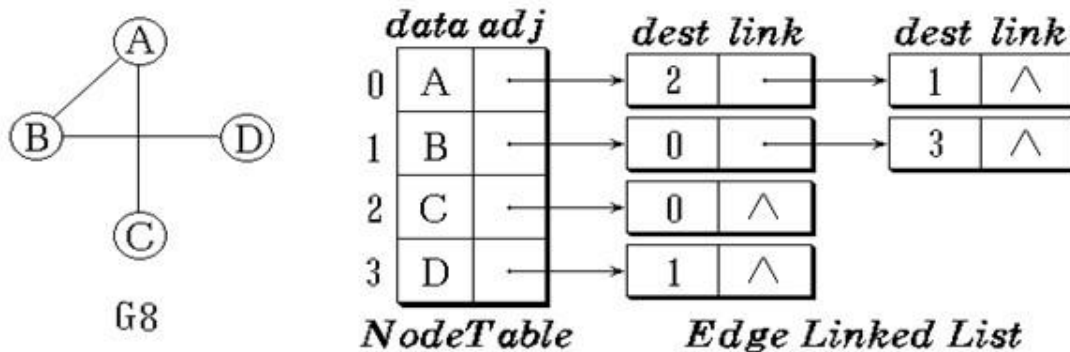 A
B
D
C
G8
data adj
dest link
dest link
0 A
2
1 ∧
1 B
0
3 ∧
2 C
0 ∧
3 D
1 ∧
NodeTable
Edge Linked List